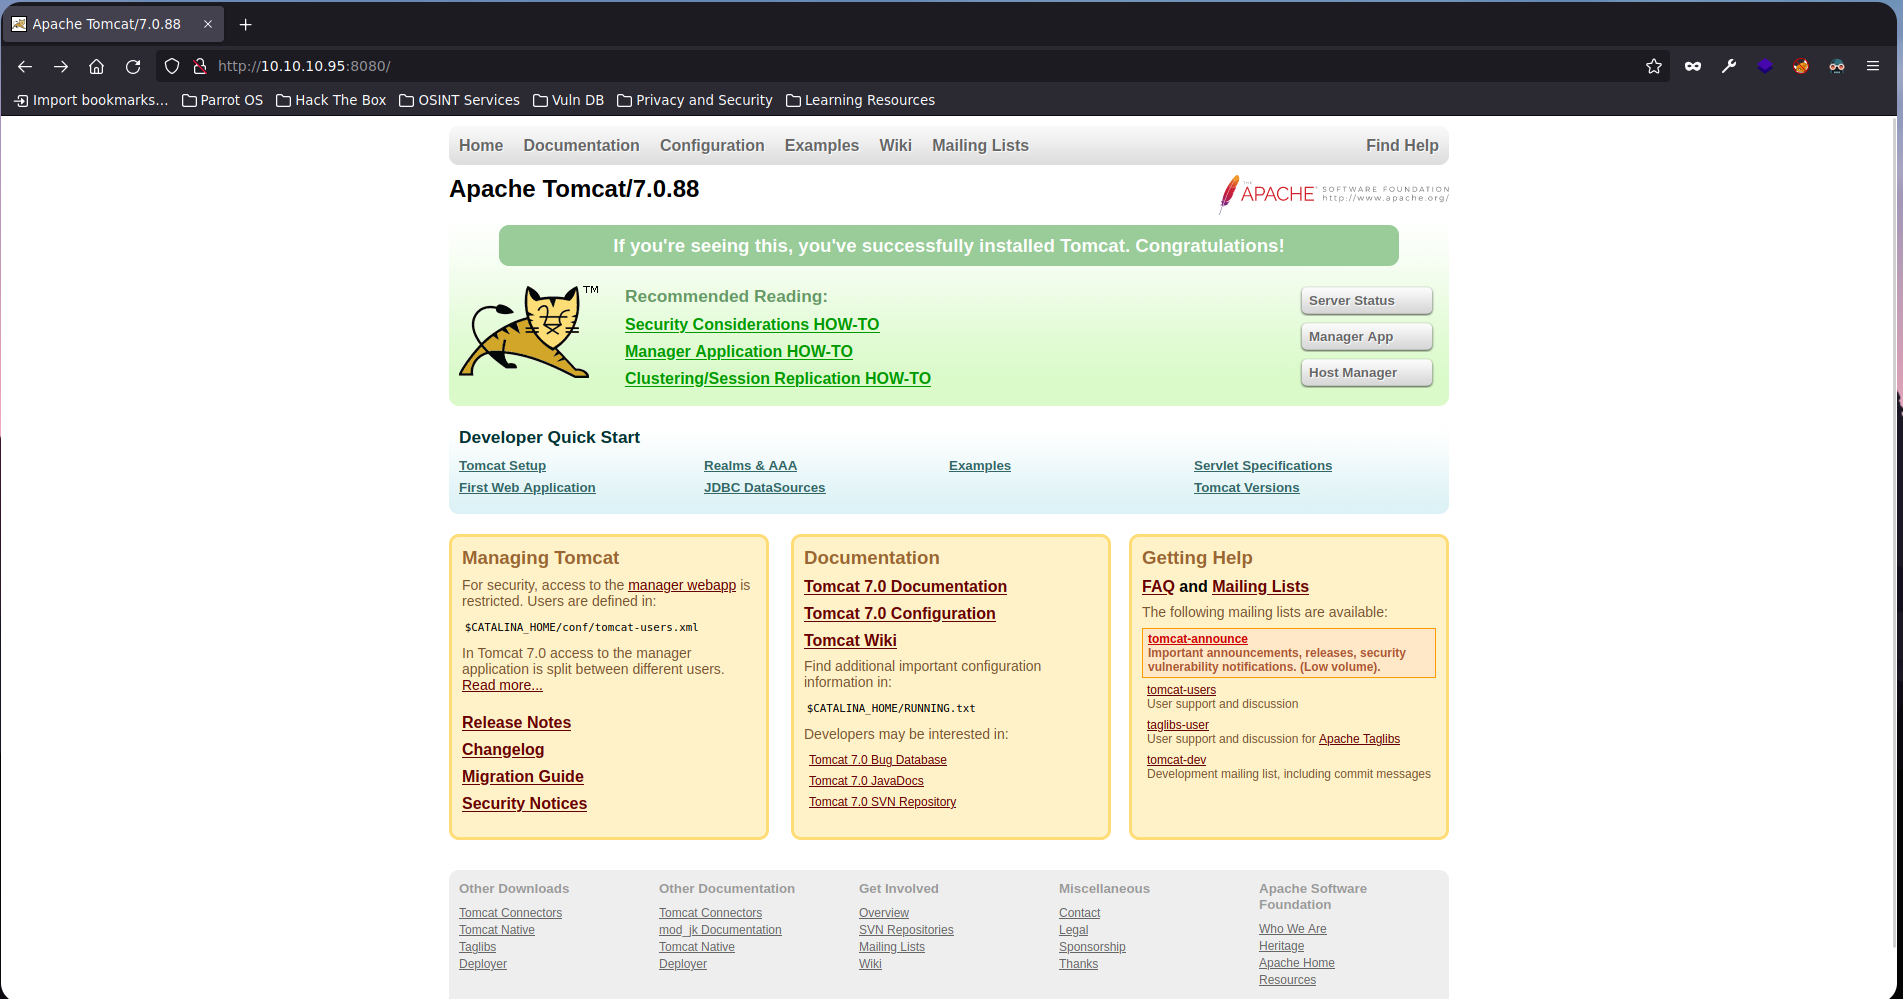 Apache Tomcat/7.0.88
http://10.10.10.95:8080/
Import bookmarks... Parrot OS Hack The Box OSINT Services Vuln DB Privacy and Security Learning Resources
Home Documentation Configuration Examples Wiki Mailing Lists Find Help
Apache Tomcat/7.0.88
THE APACHE SOFTWARE FOUNDATION
http://www.apache.org/
If you're seeing this, you've successfully installed Tomcat. Congratulations!
TM
Recommended Reading:
Security Considerations HOW-TO
Manager Application HOW-TO
Clustering/Session Replication HOW-TO
Server Status
Manager App
Host Manager
Developer Quick Start
Tomcat Setup
First Web Application
Realms & AAA
JDBC DataSources
Examples
Servlet Specifications
Tomcat Versions
Managing Tomcat
For security, access to the manager webapp is
restricted. Users are defined in:
$CATALINA_HOME/conf/tomcat-users.xml
In Tomcat 7.0 access to the manager
application is split between different users.
Read more...
Release Notes
Changelog
Migration Guide
Security Notices
Documentation
Tomcat 7.0 Documentation
Tomcat 7.0 Configuration
Tomcat Wiki
Find additional important configuration
information in:
$CATALINA_HOME/RUNNING.txt
Developers may be interested in:
Tomcat 7.0 Bug Database
Tomcat 7.0 JavaDocs
Tomcat 7.0 SVN Repository
Getting Help
FAQ and Mailing Lists
The following mailing lists are available:
tomcat-announce
Important announcements, releases, security
vulnerability notifications. (Low volume).
tomcat-users
User support and discussion
taglibs-user
User support and discussion for Apache Taglibs
tomcat-dev
Development mailing list, including commit messages
Other Downloads
Tomcat Connectors
Tomcat Native
Taglibs
Deployer
Other Documentation
Tomcat Connectors
mod_jk Documentation
Tomcat Native
Deployer
Get Involved
Overview
SVN Repositories
Mailing Lists
Wiki
Miscellaneous
Contact
Legal
Sponsorship
Thanks
Apache Software
Foundation
Who We Are
Heritage
Apache Home
Resources